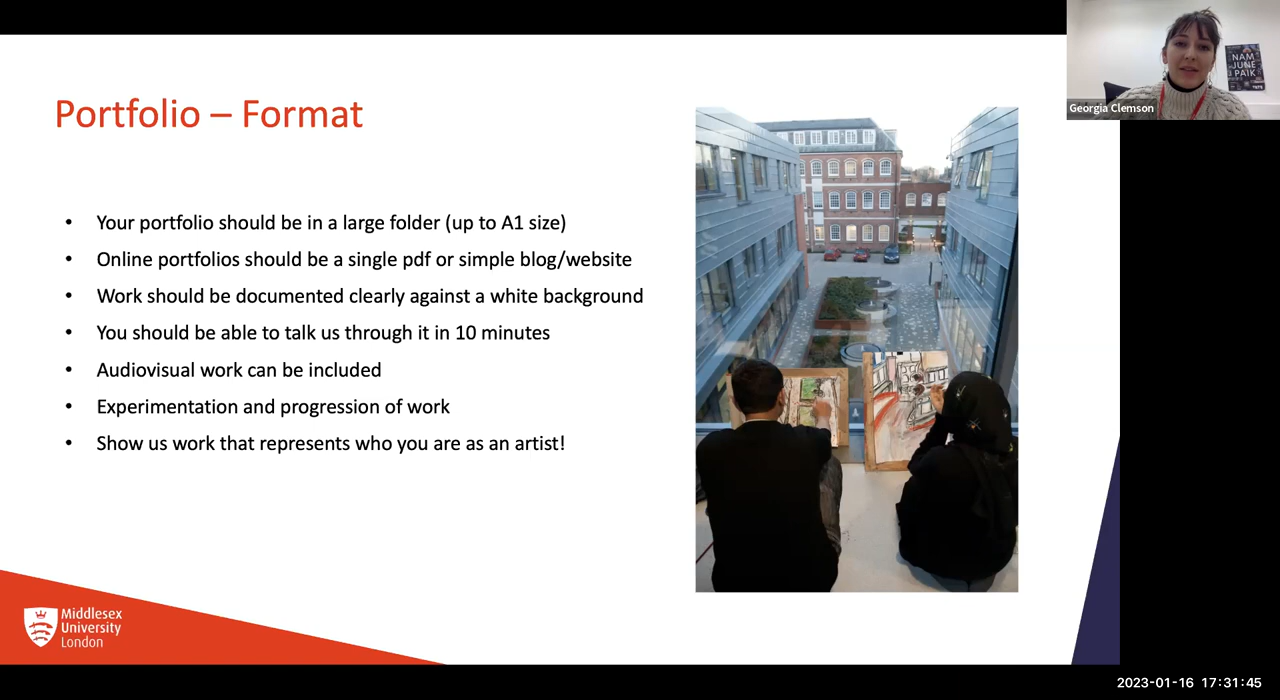 Portfolio – Format
• Your portfolio should be in a large folder (up to A1 size)
• Online portfolios should be a single pdf or simple blog/website
• Work should be documented clearly against a white background
• You should be able to talk us through it in 10 minutes
• Audiovisual work can be included
• Experimentation and progression of work
• Show us work that represents who you are as an artist!
Middlesex
University
London
NAM
JUNE
PAIK
Georgia Clemson
2023-01-16 17:31:45